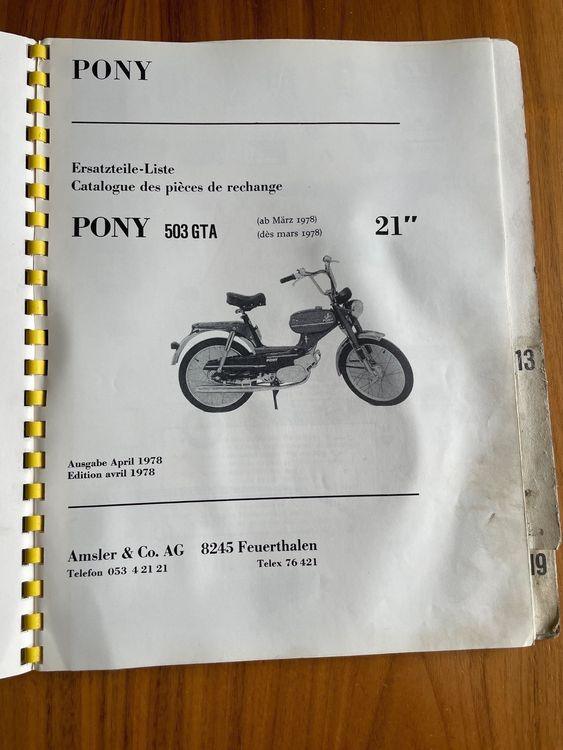 PONY
Ersatzteile-Liste
Catalogue des pièces de rechange
PONY 503 GTA (ab März 1978) 21"
(dès mars 1978)
PONY
Ausgabe April 1978
Edition avril 1978
Amsler & Co. AG 8245 Feuerthalen
Telefon 053 4 21 21 Telex 76 421
13
19